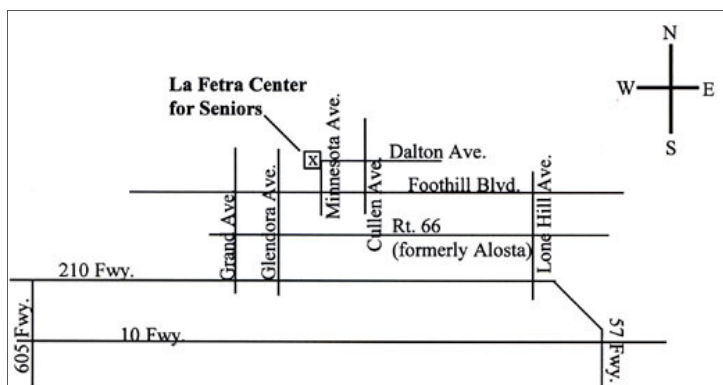 N
W
E
S
La Fetra Center
for Seniors
x
Minnesota Ave.
Dalton Ave.
Foothill Blvd.
Cullen Ave.
Lone Hill Ave.
Grand Ave.
Glendora Ave.
Rt. 66
(formerly Alosta)
210 Fwy.
605 Fwy.
10 Fwy.
57 Fwy.